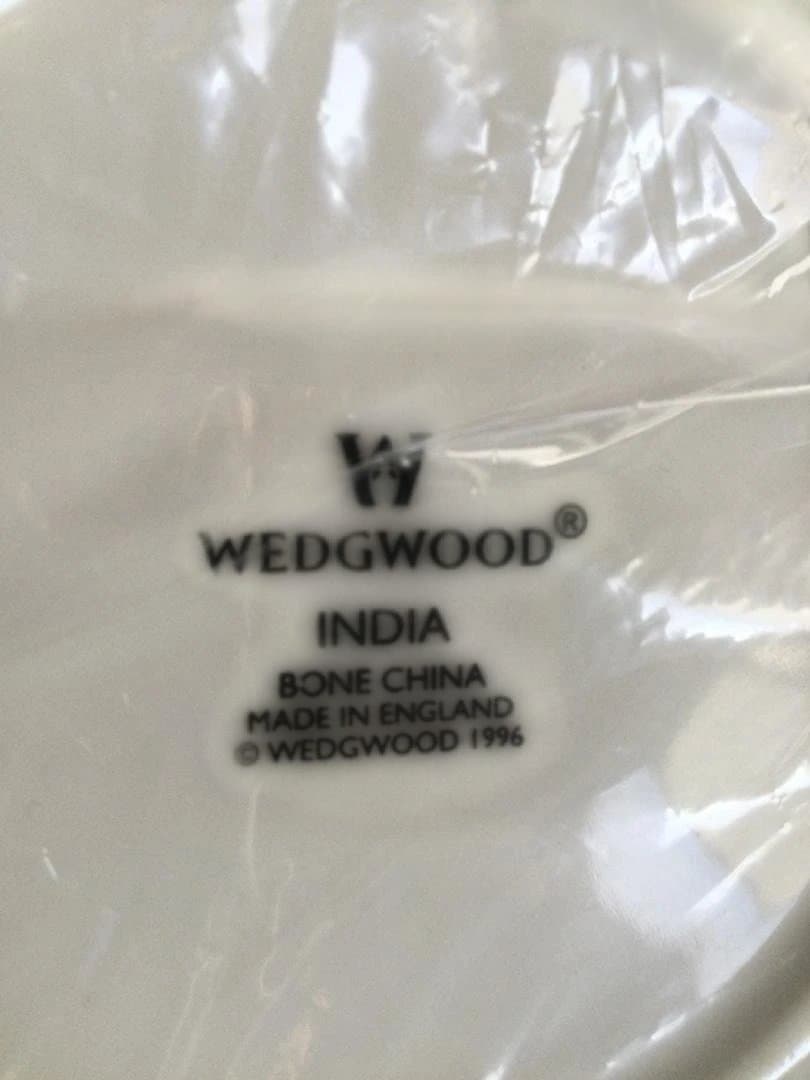 W
WEDGWOOD®
INDIA
BONE CHINA
MADE IN ENGLAND
© WEDGWOOD 1996